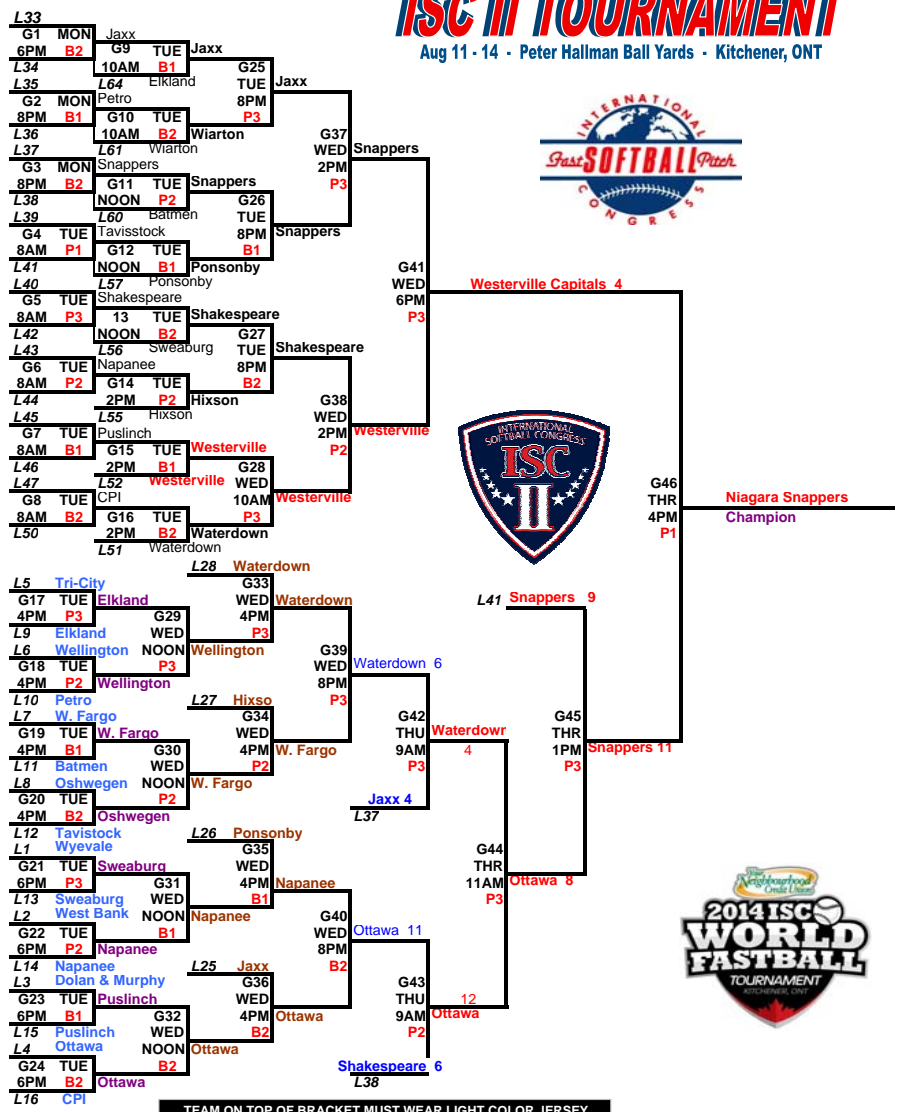 ISC II TOURNAMENT
Aug 11 - 14 - Peter Hallman Ball Yards - Kitchener, ONT
INTERNATIONAL
Fast SOFTBALL Pitch
CONGRESS
L33
G1 MON Jaxx
6PM B2 G9 TUE Jaxx
L34 10AM B1 G25
L35 L64 Elkland TUE Jaxx
G2 MON Petro 8PM
8PM B1 G10 TUE P3
L36 10AM B2 Wiarton G37
L37 L61 Wiarton WED Snappers
G3 MON Snappers 2PM
8PM B2 G11 TUE Snappers P3
L38 NOON P2 G26
L39 L60 Batmen TUE
G4 TUE Tavisstock 8PM Snappers
8AM P1 G12 TUE B1
L41 NOON B1 Ponsonby G41
L40 L57 Ponsonby WED Westerville Capitals 4
G5 TUE Shakespeare 6PM
8AM P3 13 TUE Shakespeare P3
L42 NOON B2 G27
L43 L56 Sweaburg TUE Shakespeare
G6 TUE Napanee 8PM
8AM P2 G14 TUE B2
L44 2PM P2 Hixson G38
L45 L55 Hixson WED
G7 TUE Puslinch 2PM Westerville
8AM B1 G15 TUE Westerville P2
L46 2PM B1 G28
L47 L52 Westerville WED
G8 TUE CPI 10AM Westerville
8AM B2 G16 TUE P3
L50 2PM B2 Waterdown
L51 Waterdown
INTERNATIONAL
SOFTBALL CONGRESS
ISC
II
G46
THR Niagara Snappers
4PM Champion
P1
L28 Waterdown
L5 Tri-City G33
G17 TUE Elkland WED Waterdown
4PM P3 G29 4PM
L9 Elkland WED P3
L6 Wellington NOON Wellington G39
G18 TUE P3 WED Waterdown 6
4PM P2 Wellington 8PM
L10 Petro L27 Hixso P3
L7 W. Fargo G34 G42
G19 TUE W. Fargo WED THU Waterdowr
4PM B1 G30 4PM W. Fargo 9AM 4
L11 Batmen WED P2 P3
L8 Oshwegen NOON W. Fargo
G20 TUE P2 Jaxx 4
4PM B2 Oshwegen L37
L12 Tavistock L26 Ponsonby
L41 Snappers 9
G45
THR
1PM Snappers 11
P3
L1 Wyevale G35 G44
G21 TUE Sweaburg WED THR
6PM P3 G31 4PM Napanee 11AM Ottawa 8
L13 Sweaburg WED B1 P3
L2 West Bank NOON Napanee G40
G22 TUE B1 WED Ottawa 11
6PM P2 Napanee 8PM
L14 Napanee L25 Jaxx B2
L3 Dolan & Murphy G36 G43
G23 TUE Puslinch WED THU 12
6PM B1 G32 4PM Ottawa 9AM Ottawa
L15 Puslinch WED B2 P2
L4 Ottawa NOON Ottawa
G24 TUE B2 Shakespeare 6
6PM B2 Ottawa L38
L16 CPI
Your
Neighbourhood
Credit Union
2014 ISC
WORLD
FASTBALL
TOURNAMENT
KITCHENER, ONT
TEAM ON TOP OF BRACKET MUST WEAR LIGHT COLOR JERSEY